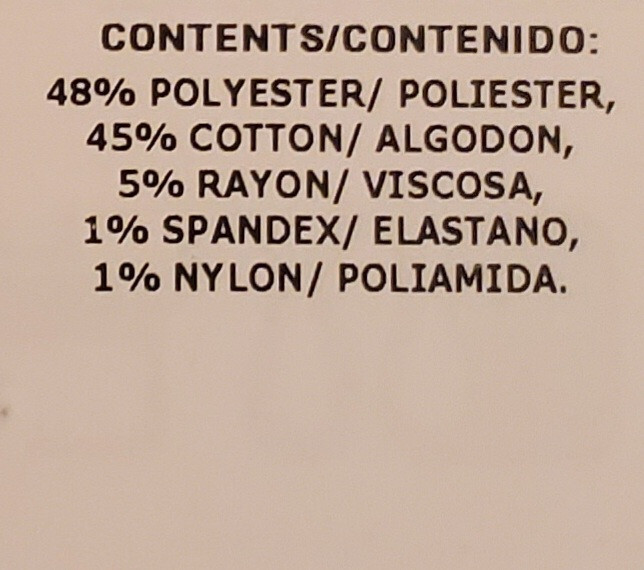 CONTENTS/CONTENIDO:
48% POLYESTER/ POLIESTER,
45% COTTON/ ALGODON,
5% RAYON/ VISCOSA,
1% SPANDEX/ ELASTANO,
1% NYLON/ POLIAMIDA.